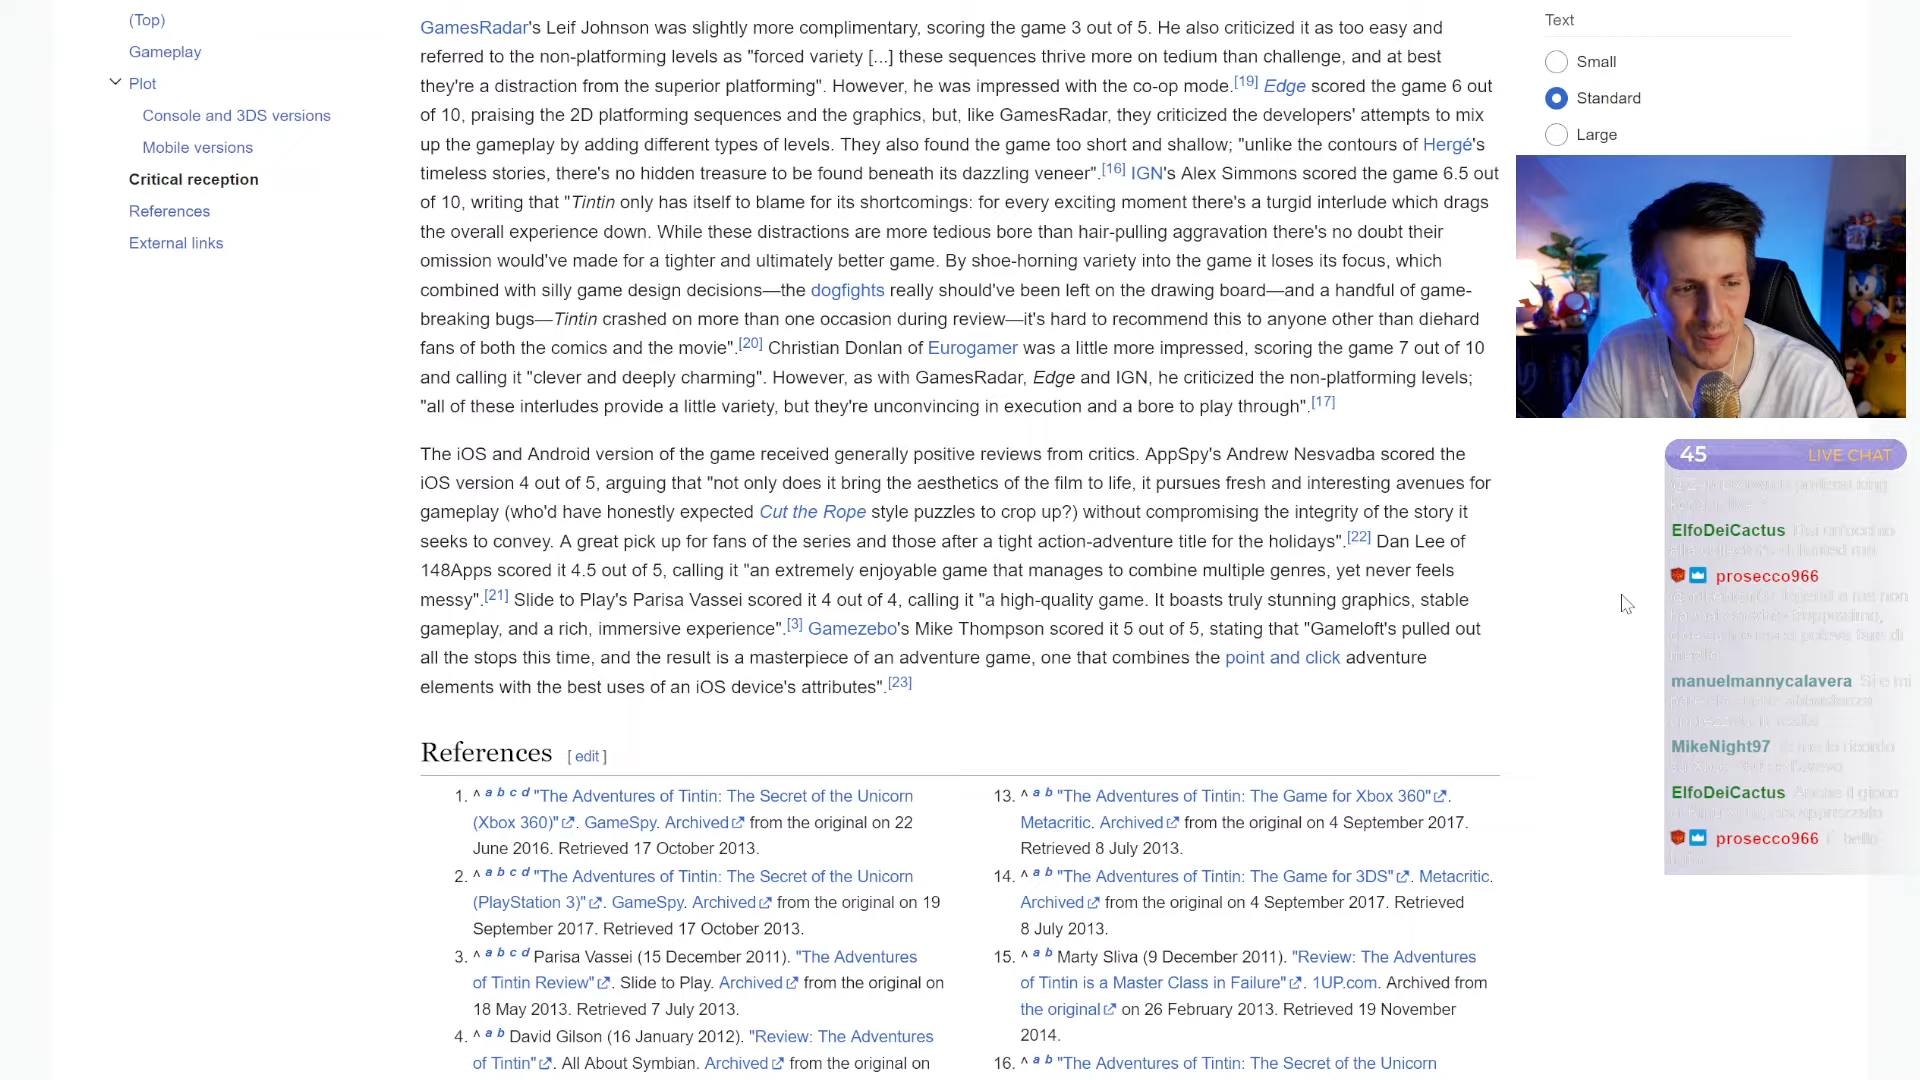 (Top)
Gameplay
Plot
Console and 3DS versions
Mobile versions
Critical reception
References
External links
GamesRadar's Leif Johnson was slightly more complimentary, scoring the game 3 out of 5. He also criticized it as too easy and
referred to the non-platforming levels as "forced variety [...] these sequences thrive more on tedium than challenge, and at best
they're a distraction from the superior platforming". However, he was impressed with the co-op mode.[19] Edge scored the game 6 out
of 10, praising the 2D platforming sequences and the graphics, but, like GamesRadar, they criticized the developers' attempts to mix
up the gameplay by adding different types of levels. They also found the game too short and shallow; "unlike the contours of Hergé's
timeless stories, there's no hidden treasure to be found beneath its dazzling veneer".[16] IGN's Alex Simmons scored the game 6.5 out
of 10, writing that "Tintin only has itself to blame for its shortcomings: for every exciting moment there's a turgid interlude which drags
the overall experience down. While these distractions are more tedious bore than hair-pulling aggravation there's no doubt their
omission would've made for a tighter and ultimately better game. By shoe-horning variety into the game it loses its focus, which
combined with silly game design decisions—the dogfights really should've been left on the drawing board—and a handful of game-
breaking bugs—Tintin crashed on more than one occasion during review—it's hard to recommend this to anyone other than diehard
fans of both the comics and the movie".[20] Christian Donlan of Eurogamer was a little more impressed, scoring the game 7 out of 10
and calling it "clever and deeply charming". However, as with GamesRadar, Edge and IGN, he criticized the non-platforming levels;
"all of these interludes provide a little variety, but they're unconvincing in execution and a bore to play through".[17]
The iOS and Android version of the game received generally positive reviews from critics. AppSpy's Andrew Nesvadba scored the
iOS version 4 out of 5, arguing that "not only does it bring the aesthetics of the film to life, it pursues fresh and interesting avenues for
gameplay (who'd have honestly expected Cut the Rope style puzzles to crop up?) without compromising the integrity of the story it
seeks to convey. A great pick up for fans of the series and those after a tight action-adventure title for the holidays".[22] Dan Lee of
148Apps scored it 4.5 out of 5, calling it "an extremely enjoyable game that manages to combine multiple genres, yet never feels
messy".[21] Slide to Play's Parisa Vassei scored it 4 out of 4, calling it "a high-quality game. It boasts truly stunning graphics, stable
gameplay, and a rich, immersive experience".[3] Gamezebo's Mike Thompson scored it 5 out of 5, stating that "Gameloft's pulled out
all the stops this time, and the result is a masterpiece of an adventure game, one that combines the point and click adventure
elements with the best uses of an iOS device's attributes".[23]
References [ edit ]
1. ^ a b c d "The Adventures of Tintin: The Secret of the Unicorn
(Xbox 360)". GameSpy. Archived from the original on 22
June 2016. Retrieved 17 October 2013.
2. ^ a b c d "The Adventures of Tintin: The Secret of the Unicorn
(PlayStation 3)". GameSpy. Archived from the original on 19
September 2017. Retrieved 17 October 2013.
3. ^ a b c d Parisa Vassei (15 December 2011). "The Adventures
of Tintin Review". Slide to Play. Archived from the original on
18 May 2013. Retrieved 7 July 2013.
4. ^ a b David Gilson (16 January 2012). "Review: The Adventures
of Tintin". All About Symbian. Archived from the original on
13. ^ a b "The Adventures of Tintin: The Game for Xbox 360".
Metacritic. Archived from the original on 4 September 2017.
Retrieved 8 July 2013.
14. ^ a b "The Adventures of Tintin: The Game for 3DS". Metacritic.
Archived from the original on 4 September 2017. Retrieved
8 July 2013.
15. ^ a b Marty Sliva (9 December 2011). "Review: The Adventures
of Tintin is a Master Class in Failure". 1UP.com. Archived from
the original on 26 February 2013. Retrieved 19 November
2014.
16. ^ a b "The Adventures of Tintin: The Secret of the Unicorn
Text
Small
Standard
Large
45 LIVE CHAT
ElfoDeiCactus
prosecco966
manuelmannycalavera
MikeNight97
ElfoDeiCactus
prosecco966